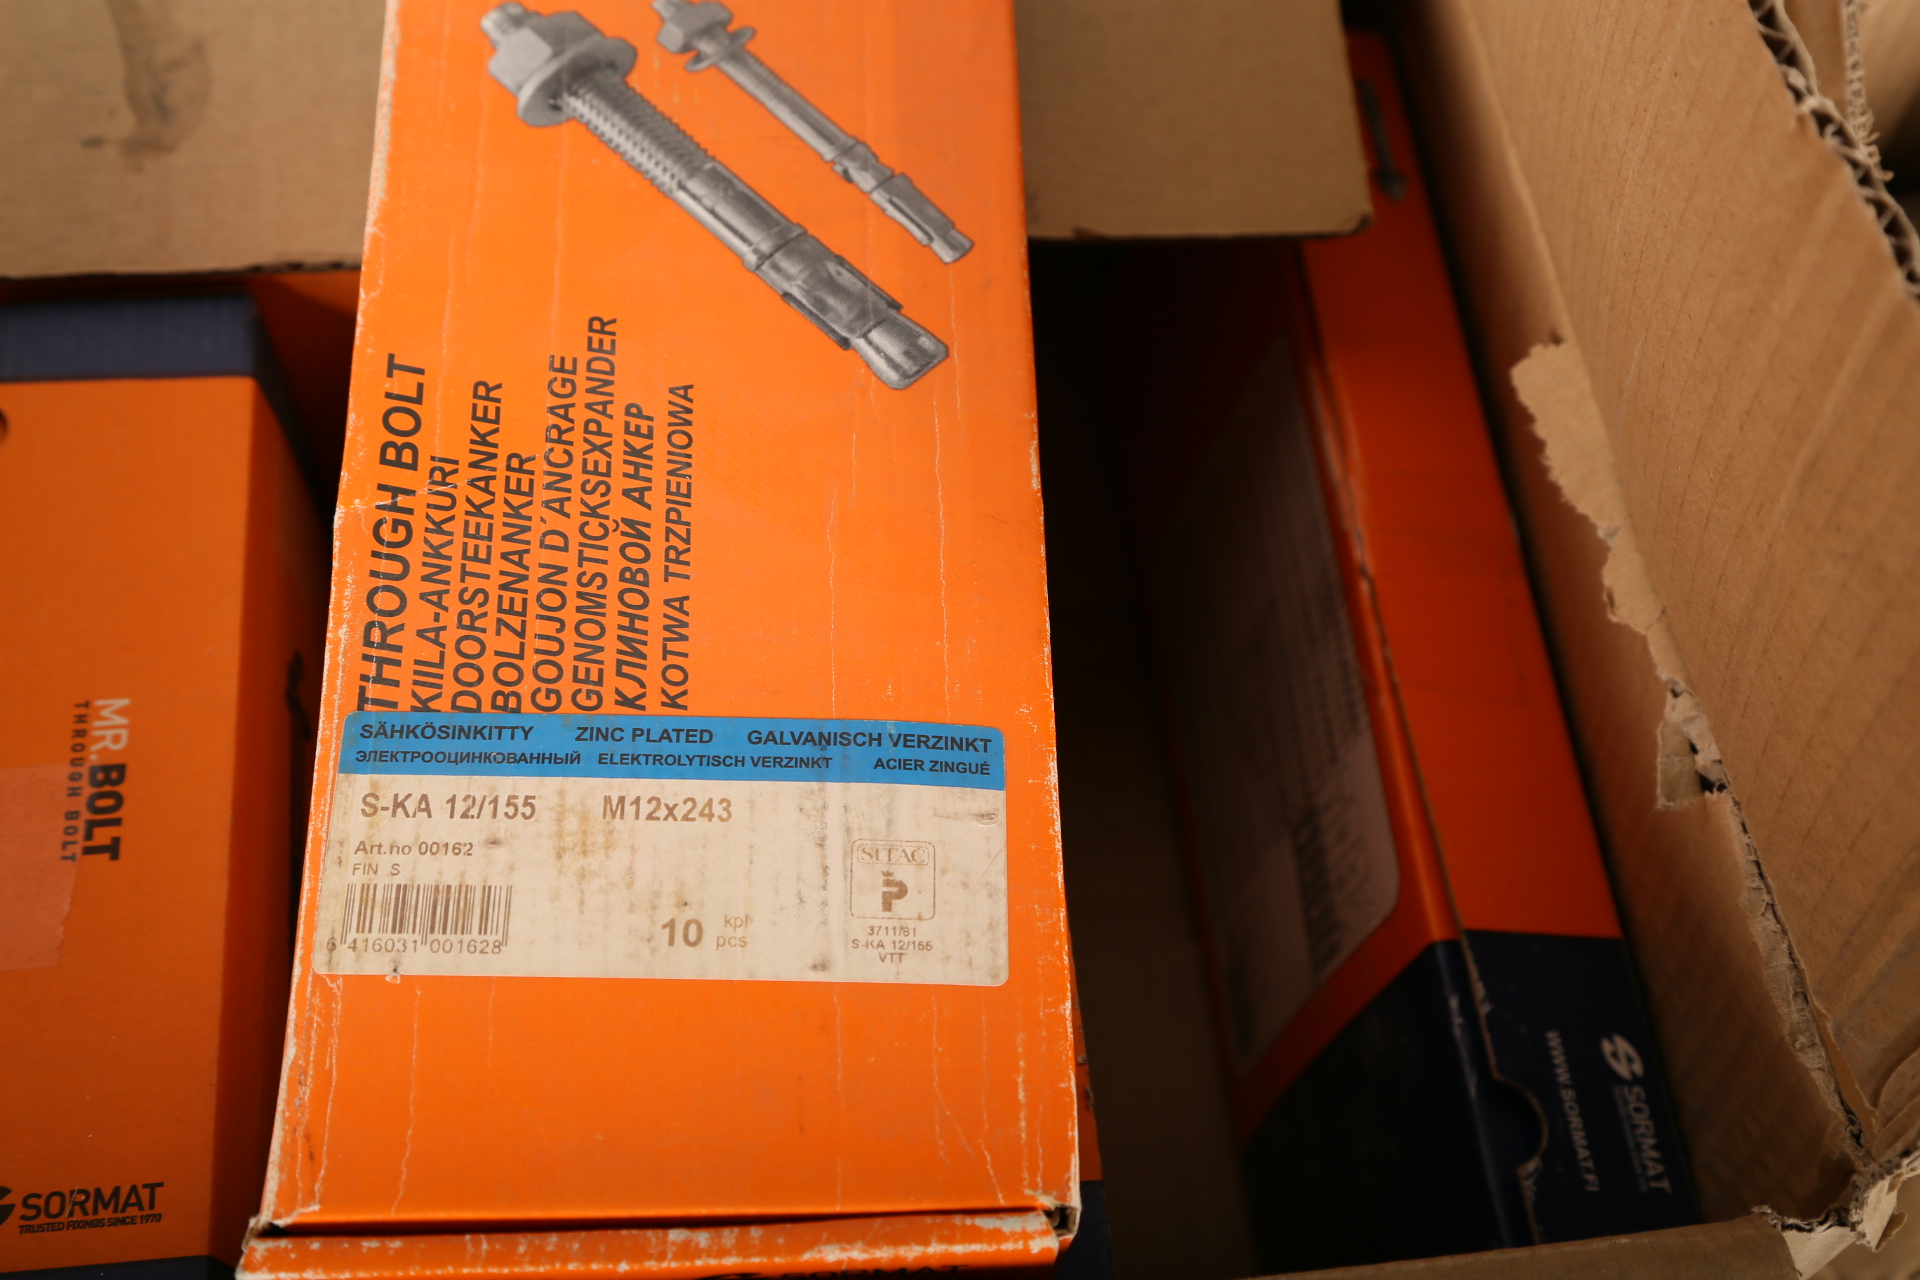 THROUGH BOLT
KIILA-ANKKURI
DOORSTEEKANKER
BOLZENANKER
GOUJON D´ANCRAGE
GENOMSTICKSEXPANDER
КЛИНОВОЙ АНКЕР
KOTWA TRZPIENIOWA
SÄHKÖSINKITTY ZINC PLATED GALVANISCH VERZINKT
ЭЛЕКТРООЦИНКОВАННЫЙ ELEKTROLYTISCH VERZINKT ACIER ZINGUÉ
S-KA 12/155 M12x243
Art.no 00162
FIN S
6 416031 001628
10 kpl
pcs
SITAC
3711/81
S-KA 12/155
VTT
MR.BOLT
THROUGH BOLT
SORMAT
TRUSTED FIXINGS SINCE 1970
SORMAT
WWW.SORMAT.FI
SORMAT